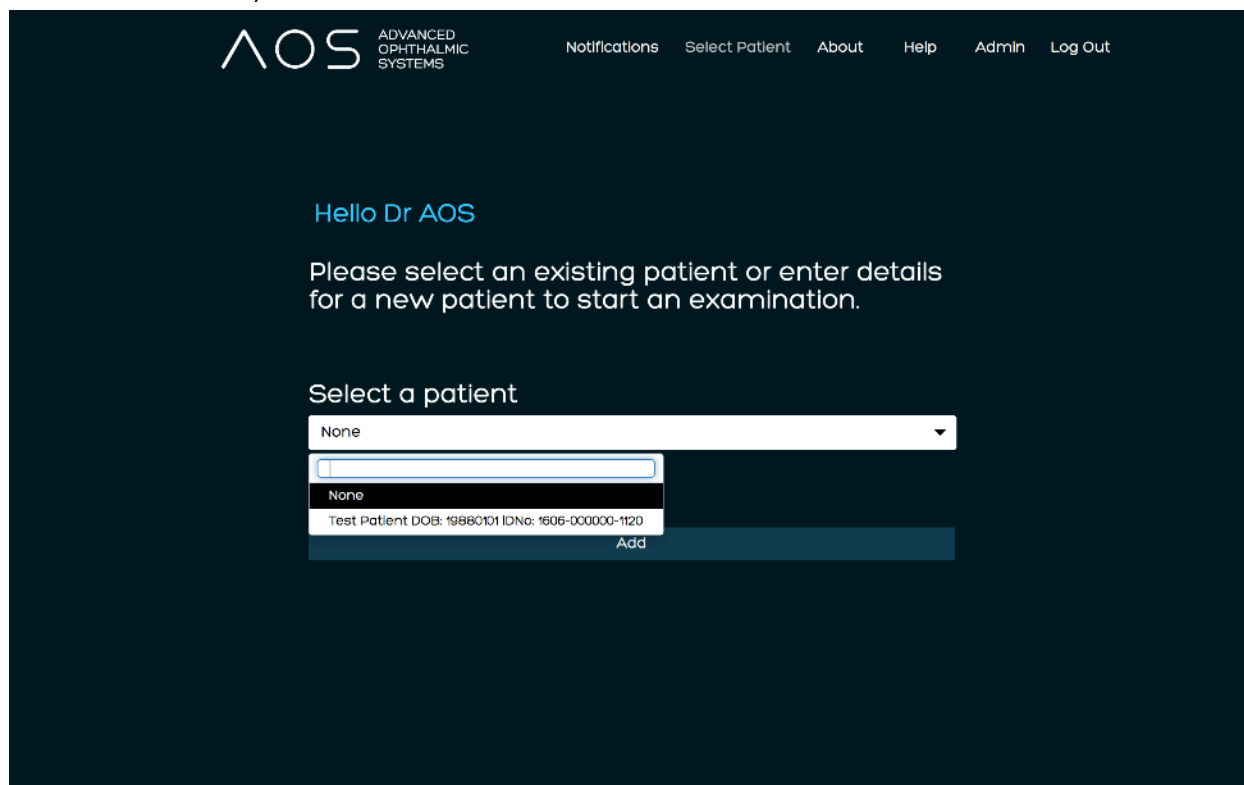 AOS
ADVANCED
OPHTHALMIC
SYSTEMS
Notifications Select Patient About Help Admin Log Out
Hello Dr AOS
Please select an existing patient or enter details
for a new patient to start an examination.
Select a patient
None
None
Test Patient DOB: 19880101 IDNo: 1606-000000-1120
Add